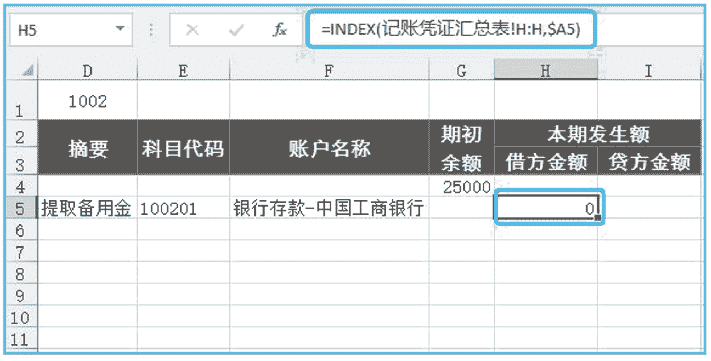 H5 fx =INDEX(记账凭证汇总表!H:H,$A5)
D E F G H I
1 1002
2 摘要 科目代码 账户名称 期初 本期发生额
3 余额 借方金额 贷方金额
4 25000
5 提取备用金 100201 银行存款-中国工商银行 0
6
7
8
9
10
11